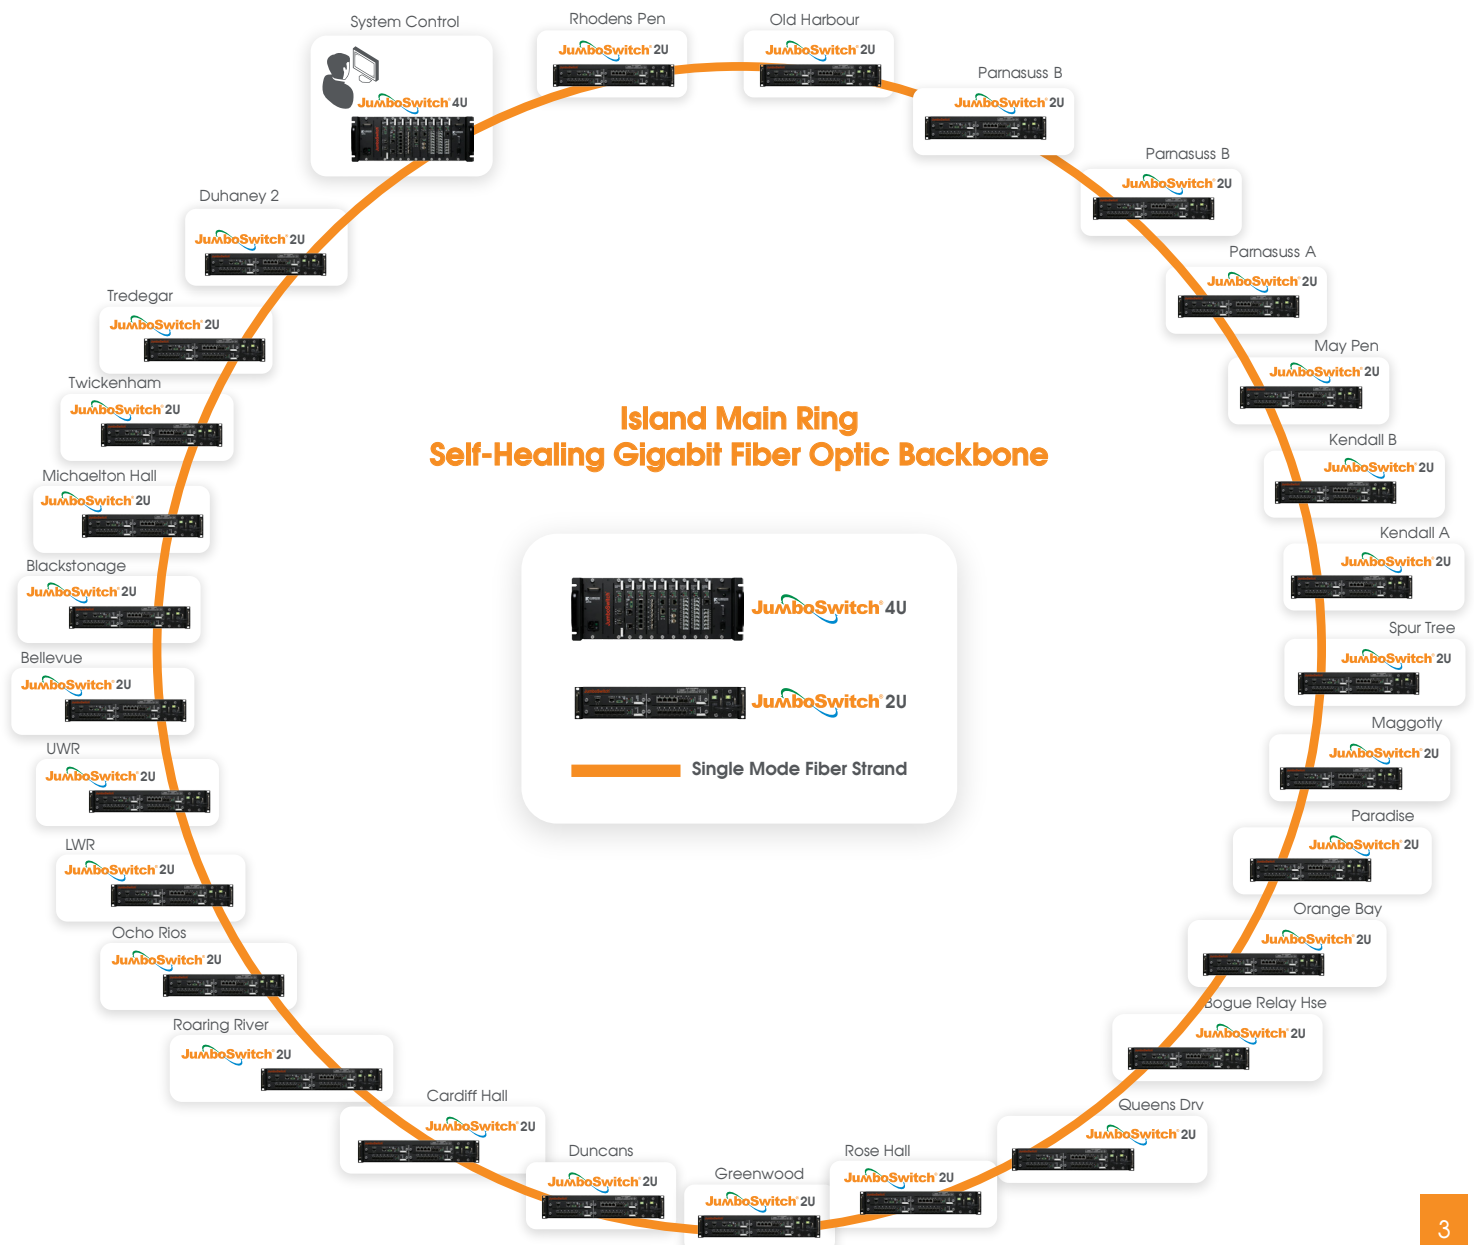 System Control
JumboSwitch® 4U
Rhodens Pen
JumboSwitch® 2U
Old Harbour
JumboSwitch® 2U
Parnasuss B
JumboSwitch® 2U
Parnasuss B
JumboSwitch® 2U
Parnasuss A
JumboSwitch® 2U
May Pen
JumboSwitch® 2U
Kendall B
JumboSwitch® 2U
Kendall A
JumboSwitch® 2U
Spur Tree
JumboSwitch® 2U
Maggotly
JumboSwitch® 2U
Paradise
JumboSwitch® 2U
Orange Bay
JumboSwitch® 2U
Bogue Relay Hse
JumboSwitch® 2U
Queens Drv
JumboSwitch® 2U
Rose Hall
JumboSwitch® 2U
Greenwood
JumboSwitch® 2U
Duncans
JumboSwitch® 2U
Cardiff Hall
JumboSwitch® 2U
Roaring River
JumboSwitch® 2U
Ocho Rios
JumboSwitch® 2U
LWR
JumboSwitch® 2U
UWR
JumboSwitch® 2U
Bellevue
JumboSwitch® 2U
Blackstonage
JumboSwitch® 2U
Michaelton Hall
JumboSwitch® 2U
Twickenham
JumboSwitch® 2U
Tredegar
JumboSwitch® 2U
Duhaney 2
JumboSwitch® 2U
Island Main Ring
Self-Healing Gigabit Fiber Optic Backbone
JumboSwitch® 4U
JumboSwitch® 2U
Single Mode Fiber Strand
3